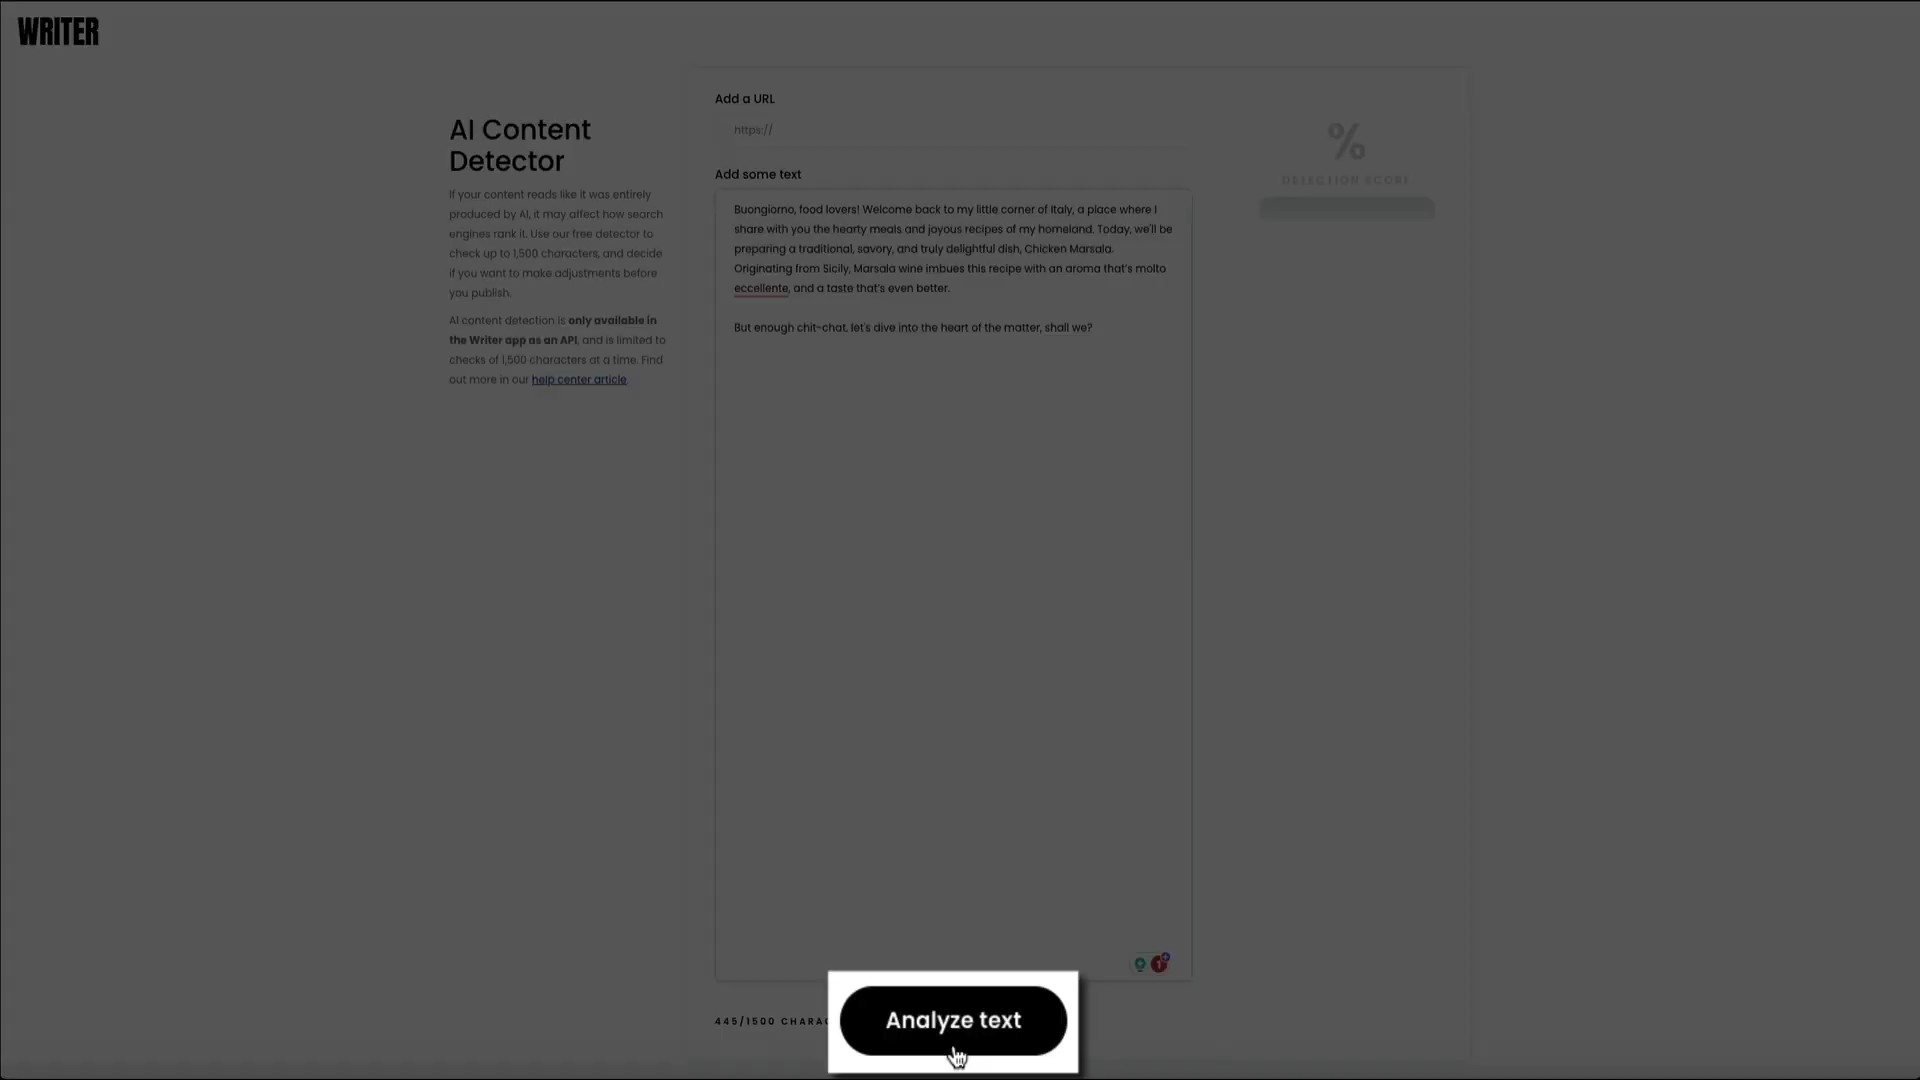 WRITER
AI Content
Detector
If your content reads like it was entirely
produced by AI, it may affect how search
engines rank it. Use our free detector to
check up to 1,500 characters, and decide
if you want to make adjustments before
you publish.
AI content detection is only available in
the Writer app as an API, and is limited to
checks of 1,500 characters at a time. Find
out more in our help center article.
Add a URL
https://
Add some text
Buongiorno, food lovers! Welcome back to my little corner of Italy, a place where I
share with you the hearty meals and joyous recipes of my homeland. Today, we'll be
preparing a traditional, savory, and truly delightful dish, Chicken Marsala.
Originating from Sicily, Marsala wine imbues this recipe with an aroma that's molto
eccellente, and a taste that's even better.
But enough chit-chat. let's dive into the heart of the matter, shall we?
1
445/1500 CHARAC
Analyze text
%
DETECTION SCORE